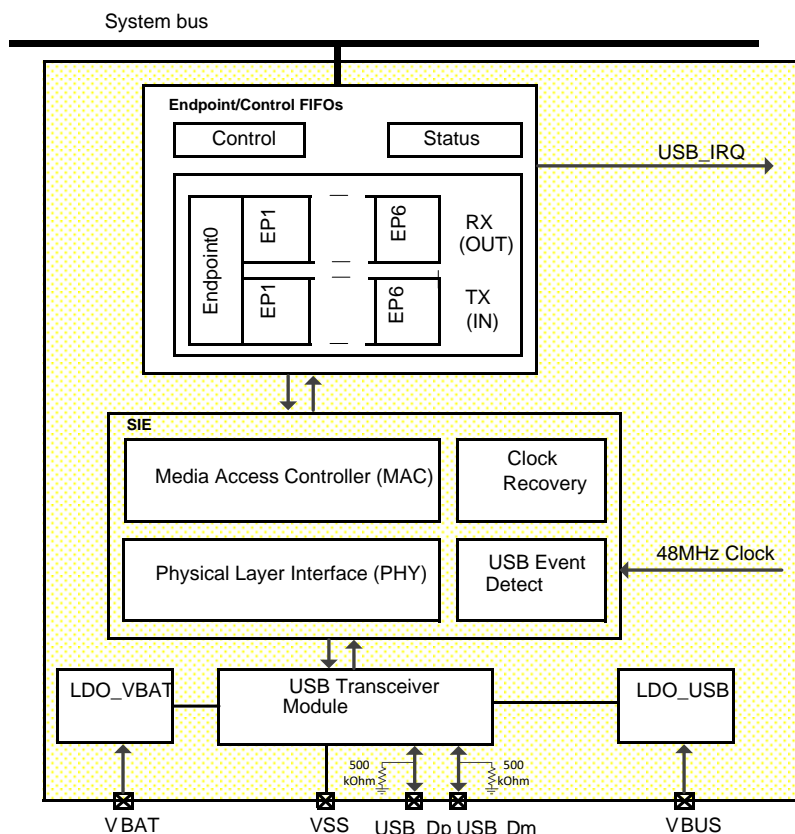 System bus
Endpoint/Control FIFOs
Control
Status
USB_IRQ
Endpoint0
EP1
EP6
RX
(OUT)
EP1
EP6
TX
(IN)
SIE
Media Access Controller (MAC)
Clock
Recovery
Physical Layer Interface (PHY)
USB Event
Detect
48MHz Clock
LDO_VBAT
USB Transceiver
Module
LDO_USB
500
kOhm
500
kOhm
VBAT
VSS
USB_Dp
USB_Dm
VBUS